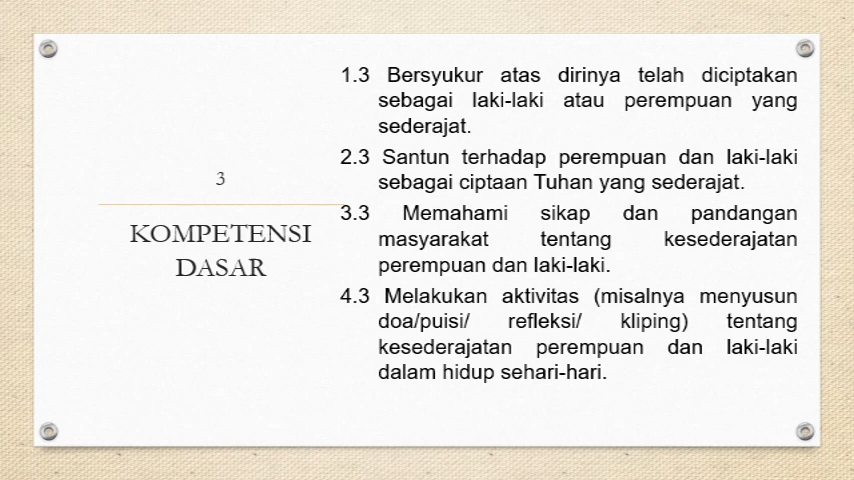 3
KOMPETENSI
DASAR
1.3 Bersyukur atas dirinya telah diciptakan
sebagai laki-laki atau perempuan yang
sederajat.
2.3 Santun terhadap perempuan dan laki-laki
sebagai ciptaan Tuhan yang sederajat.
3.3 Memahami sikap dan pandangan
masyarakat tentang kesederajatan
perempuan dan laki-laki.
4.3 Melakukan aktivitas (misalnya menyusun
doa/puisi/ refleksi/ kliping) tentang
kesederajatan perempuan dan laki-laki
dalam hidup sehari-hari.